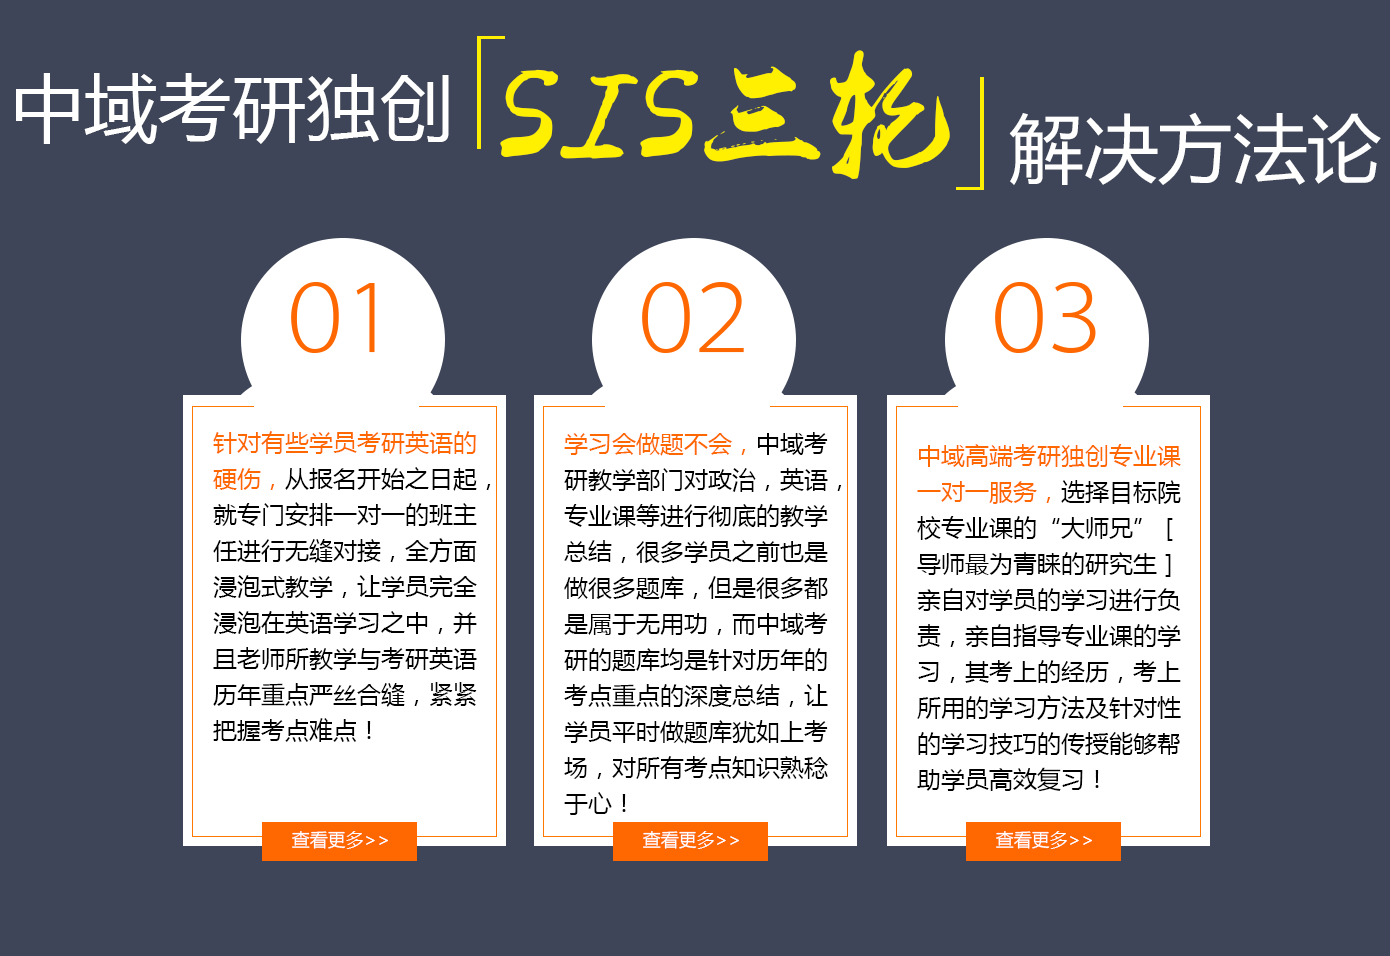 中域考研独创「SIS三轮」解决方法论
01
针对有些学员考研英语的
硬伤，从报名开始之日起，
就专门安排一对一的班主
任进行无缝对接，全方面
浸泡式教学，让学员完全
浸泡在英语学习之中，并
且老师所教学与考研英语
历年重点严丝合缝，紧紧
把握考点难点！
查看更多>>
02
学习会做题不会，中域考
研教学部门对政治，英语，
专业课等进行彻底的教学
总结，很多学员之前也是
做很多题库，但是很多都
是属于无用功，而中域考
研的题库均是针对历年的
考点重点的深度总结，让
学员平时做题库犹如上考
场，对所有考点知识熟稔
于心！
查看更多>>
03
中域高端考研独创专业课
一对一服务，选择目标院
校专业课的“大师兄” [
导师最为青睐的研究生 ]
亲自对学员的学习进行负
责，亲自指导专业课的学
习，其考上的经历，考上
所用的学习方法及针对性
的学习技巧的传授能够帮
助学员高效复习！
查看更多>>